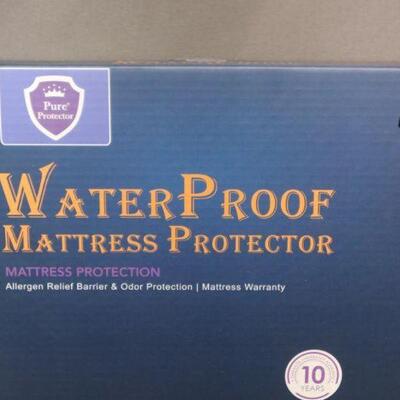 Pure®
Protector
WATERPROOF
MATTRESS PROTECTOR
MATTRESS PROTECTION
Allergen Relief Barrier & Odor Protection | Mattress Warranty
10
YEARS